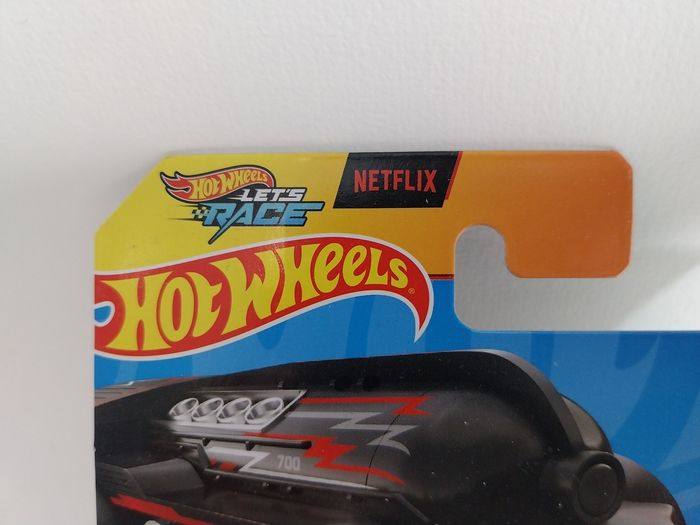 HOT WHEELS
LET'S
RACE
NETFLIX
HOT WHEELS®
700